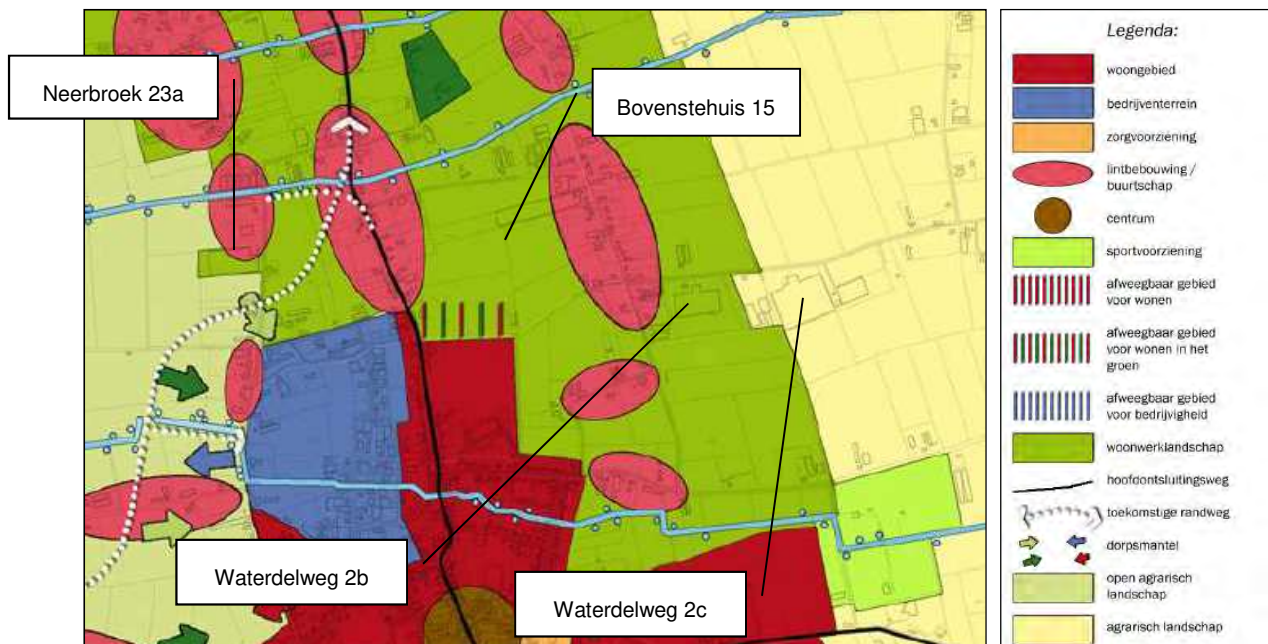 Neerbroek 23a
Bovenstehuis 15
Waterdelweg 2b
Waterdelweg 2c
Legenda:
woongebied
bedrijventerrein
zorgvoorziening
lintbebouwing /
buurtschap
centrum
sportvoorziening
afweegbaar gebied
voor wonen
afweegbaar gebied
voor wonen in het
groen
afweegbaar gebied
voor bedrijvigheid
woonwerklandschap
hoofdontsluitingsweg
toekomstige randweg
dorpsmantel
open agrarisch
landschap
agrarisch landschap